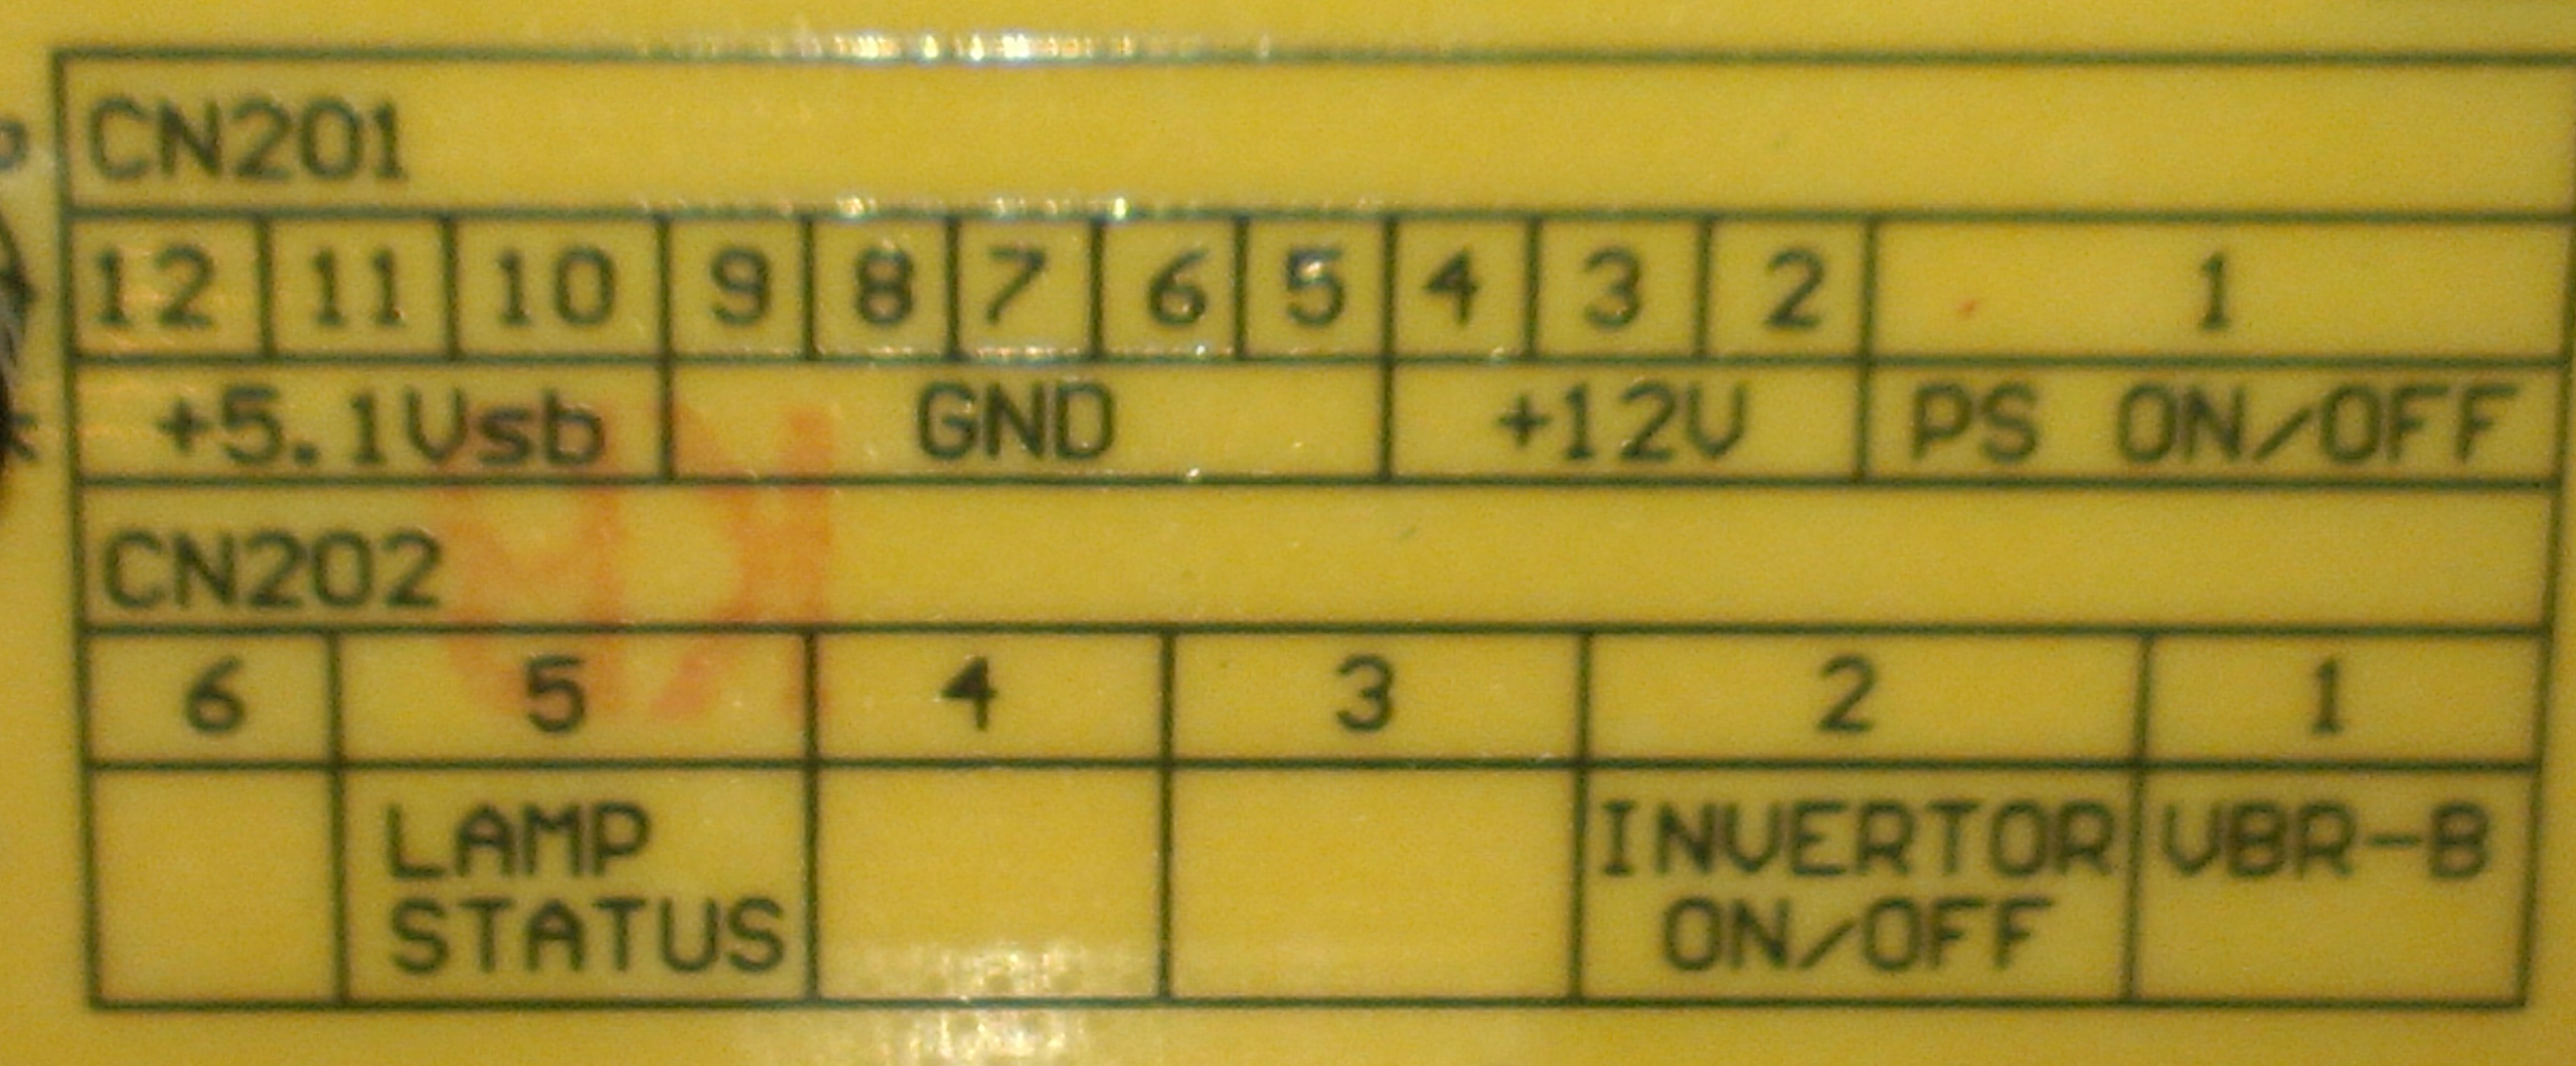 CN201
12 11 10 9 8 7 6 5 4 3 2 1
+5.1Vsb GND +12V PS ON/OFF
CN202
6 5 4 3 2 1
LAMP INVERTOR VBR-B
STATUS ON/OFF